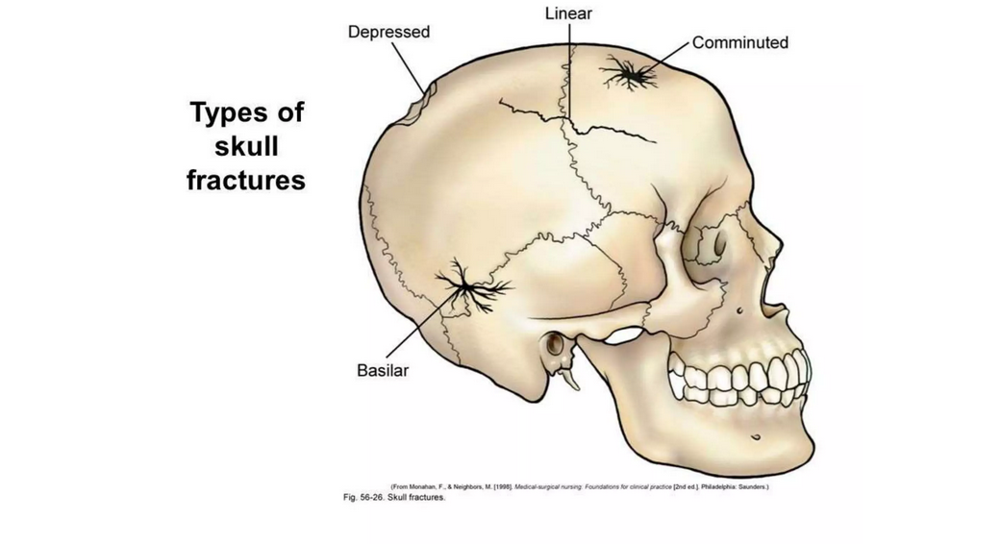 Linear
Depressed
Comminuted
Types of
skull
fractures
Basilar
(From Monahan, F., & Neighbors, M. [1998]. Medical-surgical nursing: Foundations for clinical practice [2nd ed.]. Philadelphia: Saunders.)
Fig. 56-26. Skull fractures.